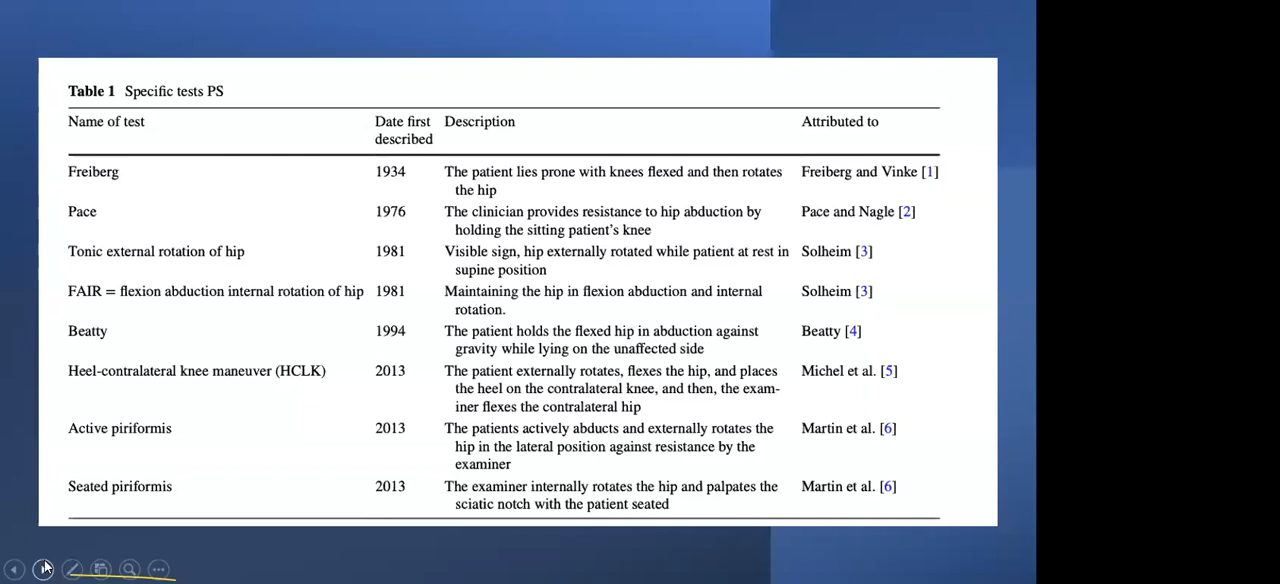 Table 1 Specific tests PS
Name of test Date first described Description Attributed to
Freiberg 1934 The patient lies prone with knees flexed and then rotates Freiberg and Vinke [1]
the hip
Pace 1976 The clinician provides resistance to hip abduction by Pace and Nagle [2]
holding the sitting patient's knee
Tonic external rotation of hip 1981 Visible sign, hip externally rotated while patient at rest in Solheim [3]
supine position
FAIR = flexion abduction internal rotation of hip 1981 Maintaining the hip in flexion abduction and internal Solheim [3]
rotation.
Beatty 1994 The patient holds the flexed hip in abduction against Beatty [4]
gravity while lying on the unaffected side
Heel-contralateral knee maneuver (HCLK) 2013 The patient externally rotates, flexes the hip, and places Michel et al. [5]
the heel on the contralateral knee, and then, the exam-
iner flexes the contralateral hip
Active piriformis 2013 The patients actively abducts and externally rotates the Martin et al. [6]
hip in the lateral position against resistance by the
examiner
Seated piriformis 2013 The examiner internally rotates the hip and palpates the Martin et al. [6]
sciatic notch with the patient seated